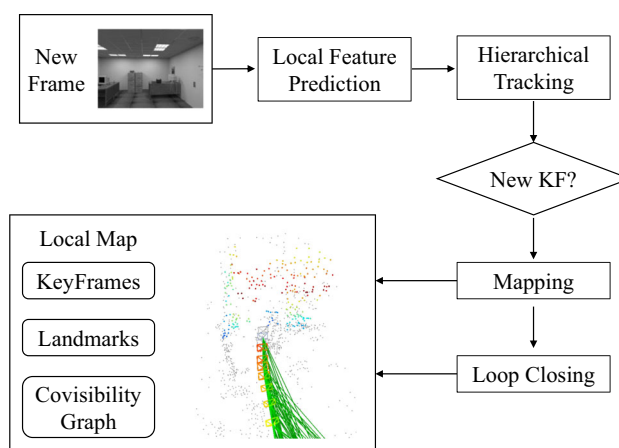 New
Frame
Local Feature
Prediction
Hierarchical
Tracking
New KF?
Local Map
KeyFrames
Landmarks
Covisibility
Graph
Mapping
Loop Closing